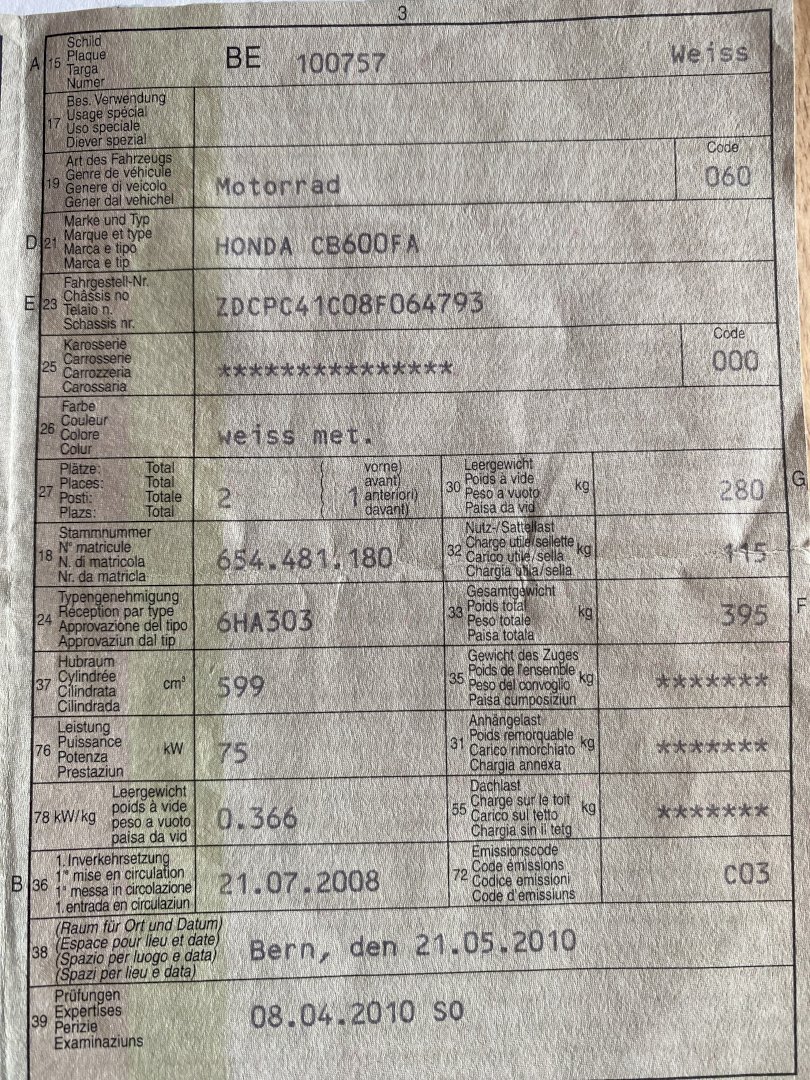 3
A 15 Schild
Plaque
Targa
Numer
BE 100757 Weiss
17 Bes. Verwendung
Usage spécial
Uso speciale
Diever spezial
19 Art des Fahrzeugs
Genre de véhicule
Genere di veicolo
Gener dal vehichel
Motorrad
Code
060
D 21 Marke und Typ
Marque et type
Marca e tipo
Marca e tip
HONDA CB600FA
E 23 Fahrgestell-Nr.
Châssis no
Telaio n.
Schassis nr.
ZDCPC41C08F064793
25 Karosserie
Carrosserie
Carrozzeria
Carossaria
***************
Code
000
26 Farbe
Couleur
Colore
Colur
weiss met.
27 Plätze: Total
Places: Total
Posti: Totale
Plazs: Total
2
( 1 vorne)
( avant)
( anteriori)
( davant)
30 Leergewicht
Poids à vide
Peso a vuoto
Paisa da vid
kg
280
G
18 Stammnummer
N° matricule
N. di matricola
Nr. da matricla
654.481.180
32 Nutz-/Sattellast
Charge utile/sellette
Carico utile/sella
Chargia utila/sella
kg
115
24 Typengenehmigung
Réception par type
Approvazione del tipo
Approvaziun dal tip
6HA303
33 Gesamtgewicht
Poids total
Peso totale
Paisa totala
kg
395
F
37 Hubraum
Cylindrée
Cilindrata
Cilindrada
cm³
599
35 Gewicht des Zuges
Poids de l'ensemble
Peso del convoglio
Paisa cumposiziun
kg
*******
76 Leistung
Puissance
Potenza
Prestaziun
kW
75
31 Anhängelast
Poids remorquable
Carico rimorchiato
Chargia annexa
kg
*******
78 kW/kg Leergewicht
poids à vide
peso a vuoto
paisa da vid
0.366
55 Dachlast
Charge sur le toit
Carico sul tetto
Chargia sin il tetg
kg
*******
B 36 1. Inverkehrsetzung
1re mise en circulation
1a messa in circolazione
1. entrada en circulaziun
21.07.2008
72 Emissionscode
Code émissions
Codice emissioni
Code d'emissiuns
C03
38 (Raum für Ort und Datum)
(Espace pour lieu et date)
(Spazio per luogo e data)
(Spazi per lieu e data)
Bern, den 21.05.2010
39 Prüfungen
Expertises
Perizie
Examinaziuns
08.04.2010 SO